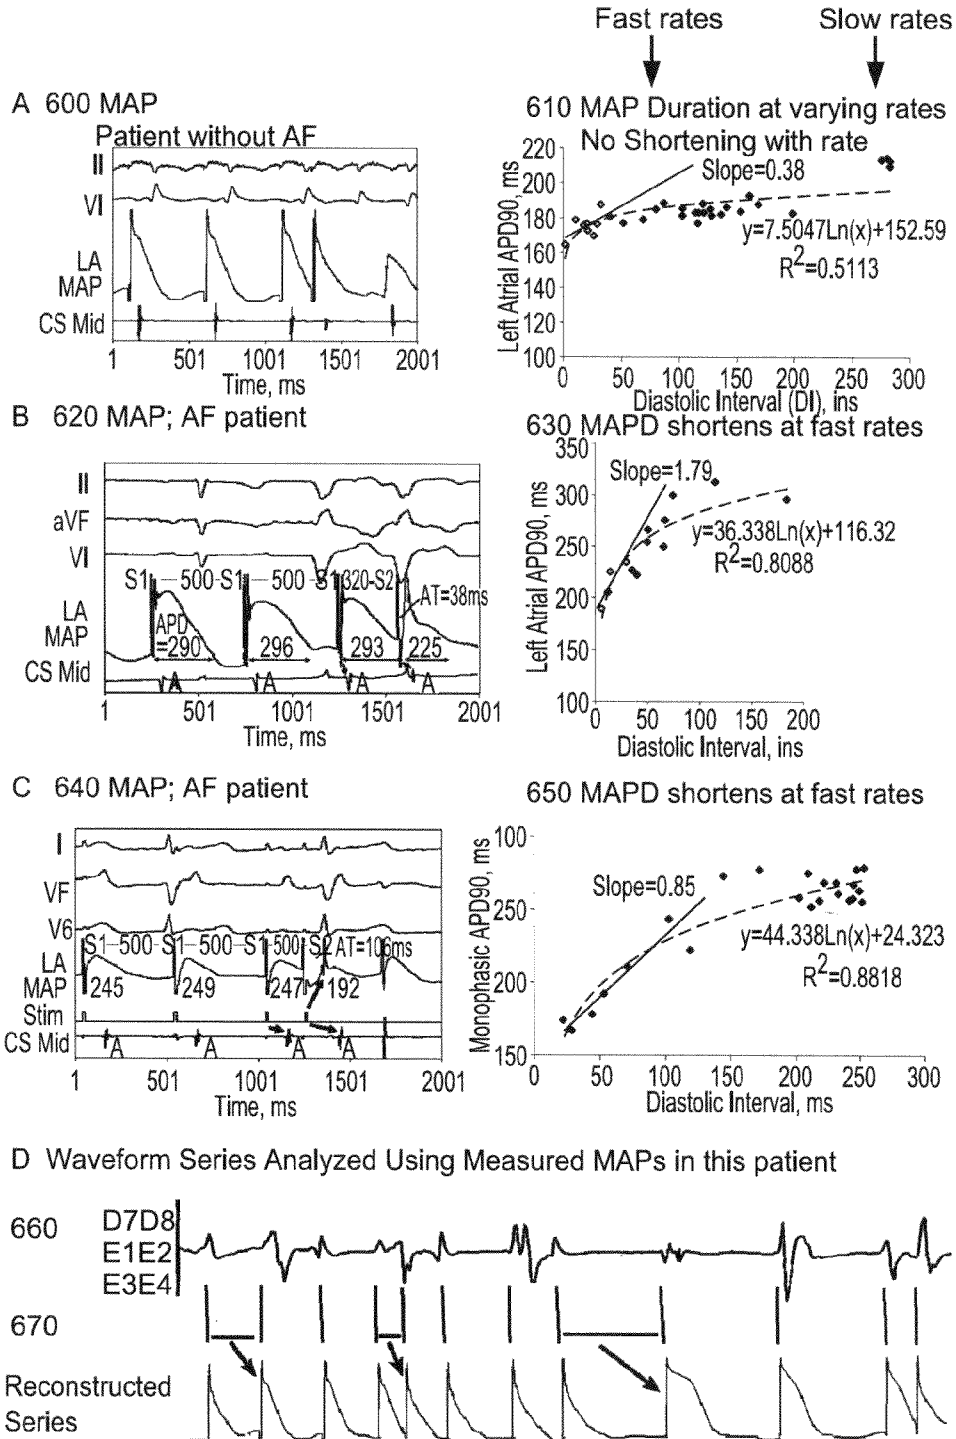 Fast rates
Slow rates
A 600 MAP
Patient without AF
II
VI
LA
MAP
CS Mid
1 501 1001 1501 2001
Time, ms
610 MAP Duration at varying rates
No Shortening with rate
Slope=0.38
y=7.5047Ln(x)+152.59
R2=0.5113
Left Atrial APD90, ms
220
200
180
160
140
120
100
0 50 100 150 200 250 300
Diastolic Interval (DI), ins
B 620 MAP; AF patient
II
aVF
VI
S1—500-S1—500-S1 320-S2
AT=38ms
LA
MAP
APD
=290 296 293 225
CS Mid
A A A A
1 501 1001 1501 2001
Time, ms
630 MAPD shortens at fast rates
Slope=1.79
y=36.338Ln(x)+116.32
R2=0.8088
Left Atrial APD90, ms
350
300
250
200
150
100
0 50 100 150 200
Diastolic Interval, ins
C 640 MAP; AF patient
I
VF
V6
S1—500-S1—500-S1 500 S2 AT=106ms
LA
MAP
245 249 247 192
Stim
CS Mid
A A A A
1 501 1001 1501 2001
Time, ms
650 MAPD shortens at fast rates
Slope=0.85
y=44.338Ln(x)+24.323
R2=0.8818
Monophasic APD90, ms
100
250
200
150
0 50 100 150 200 250 300
Diastolic Interval, ms
D Waveform Series Analyzed Using Measured MAPs in this patient
660
D7D8
E1E2
E3E4
670
Reconstructed
Series